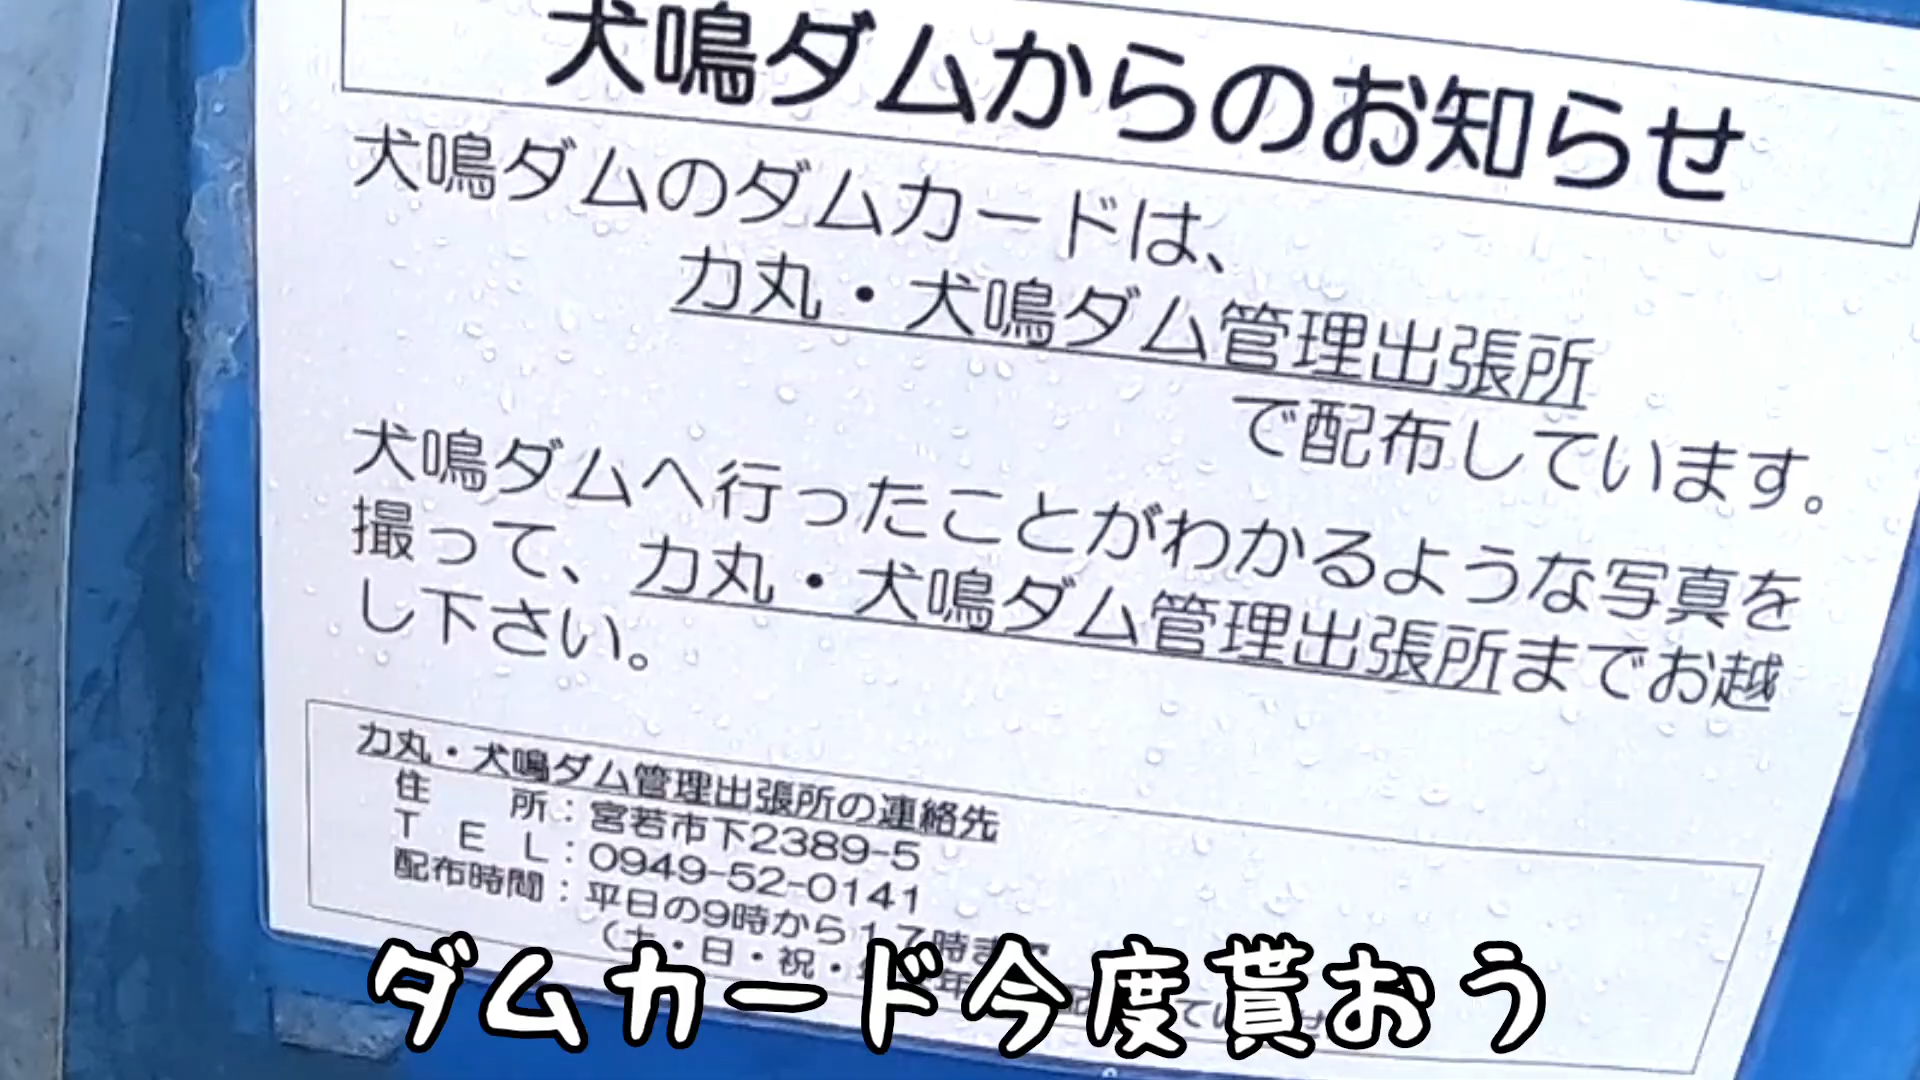 犬鳴ダムからのお知らせ
犬鳴ダムのダムカードは、
力丸・犬鳴ダム管理出張所
で配布しています。
犬鳴ダムへ行ったことがわかるような写真を
撮って、力丸・犬鳴ダム管理出張所までお越
し下さい。
力丸・犬鳴ダム管理出張所の連絡先
住　　所：宮若市下2389-5
T E L：0949-52-0141
配布時間：平日の9時から17時まで
（土・日・祝・
ダムカード今度貰おう